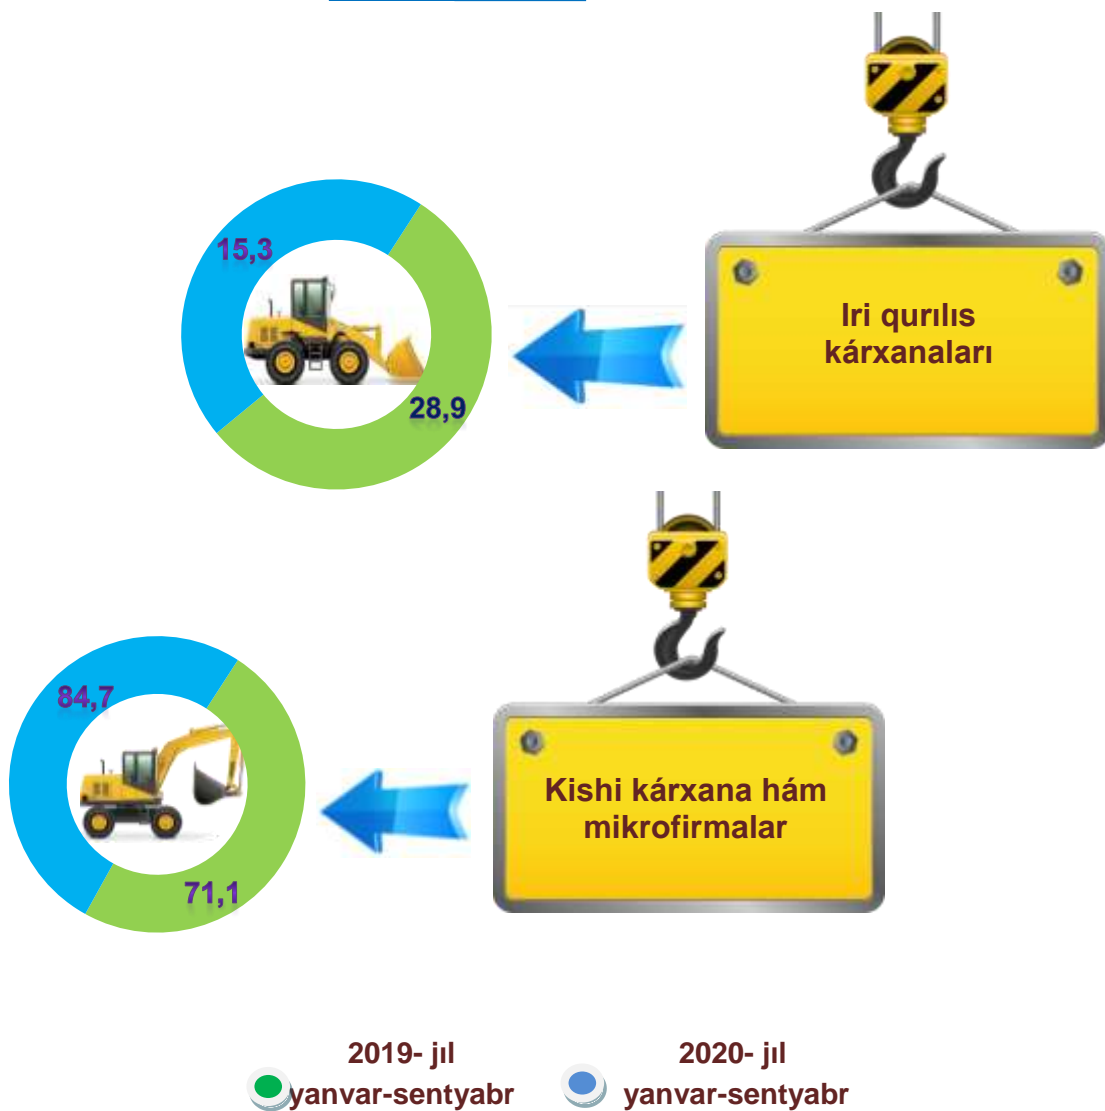 15,3
28,9
Iri qurılıs
kárxanaları
84,7
71,1
Kishi kárxana hám
mikrofirmalar
2019- jıl
yanvar-sentyabr
2020- jıl
yanvar-sentyabr